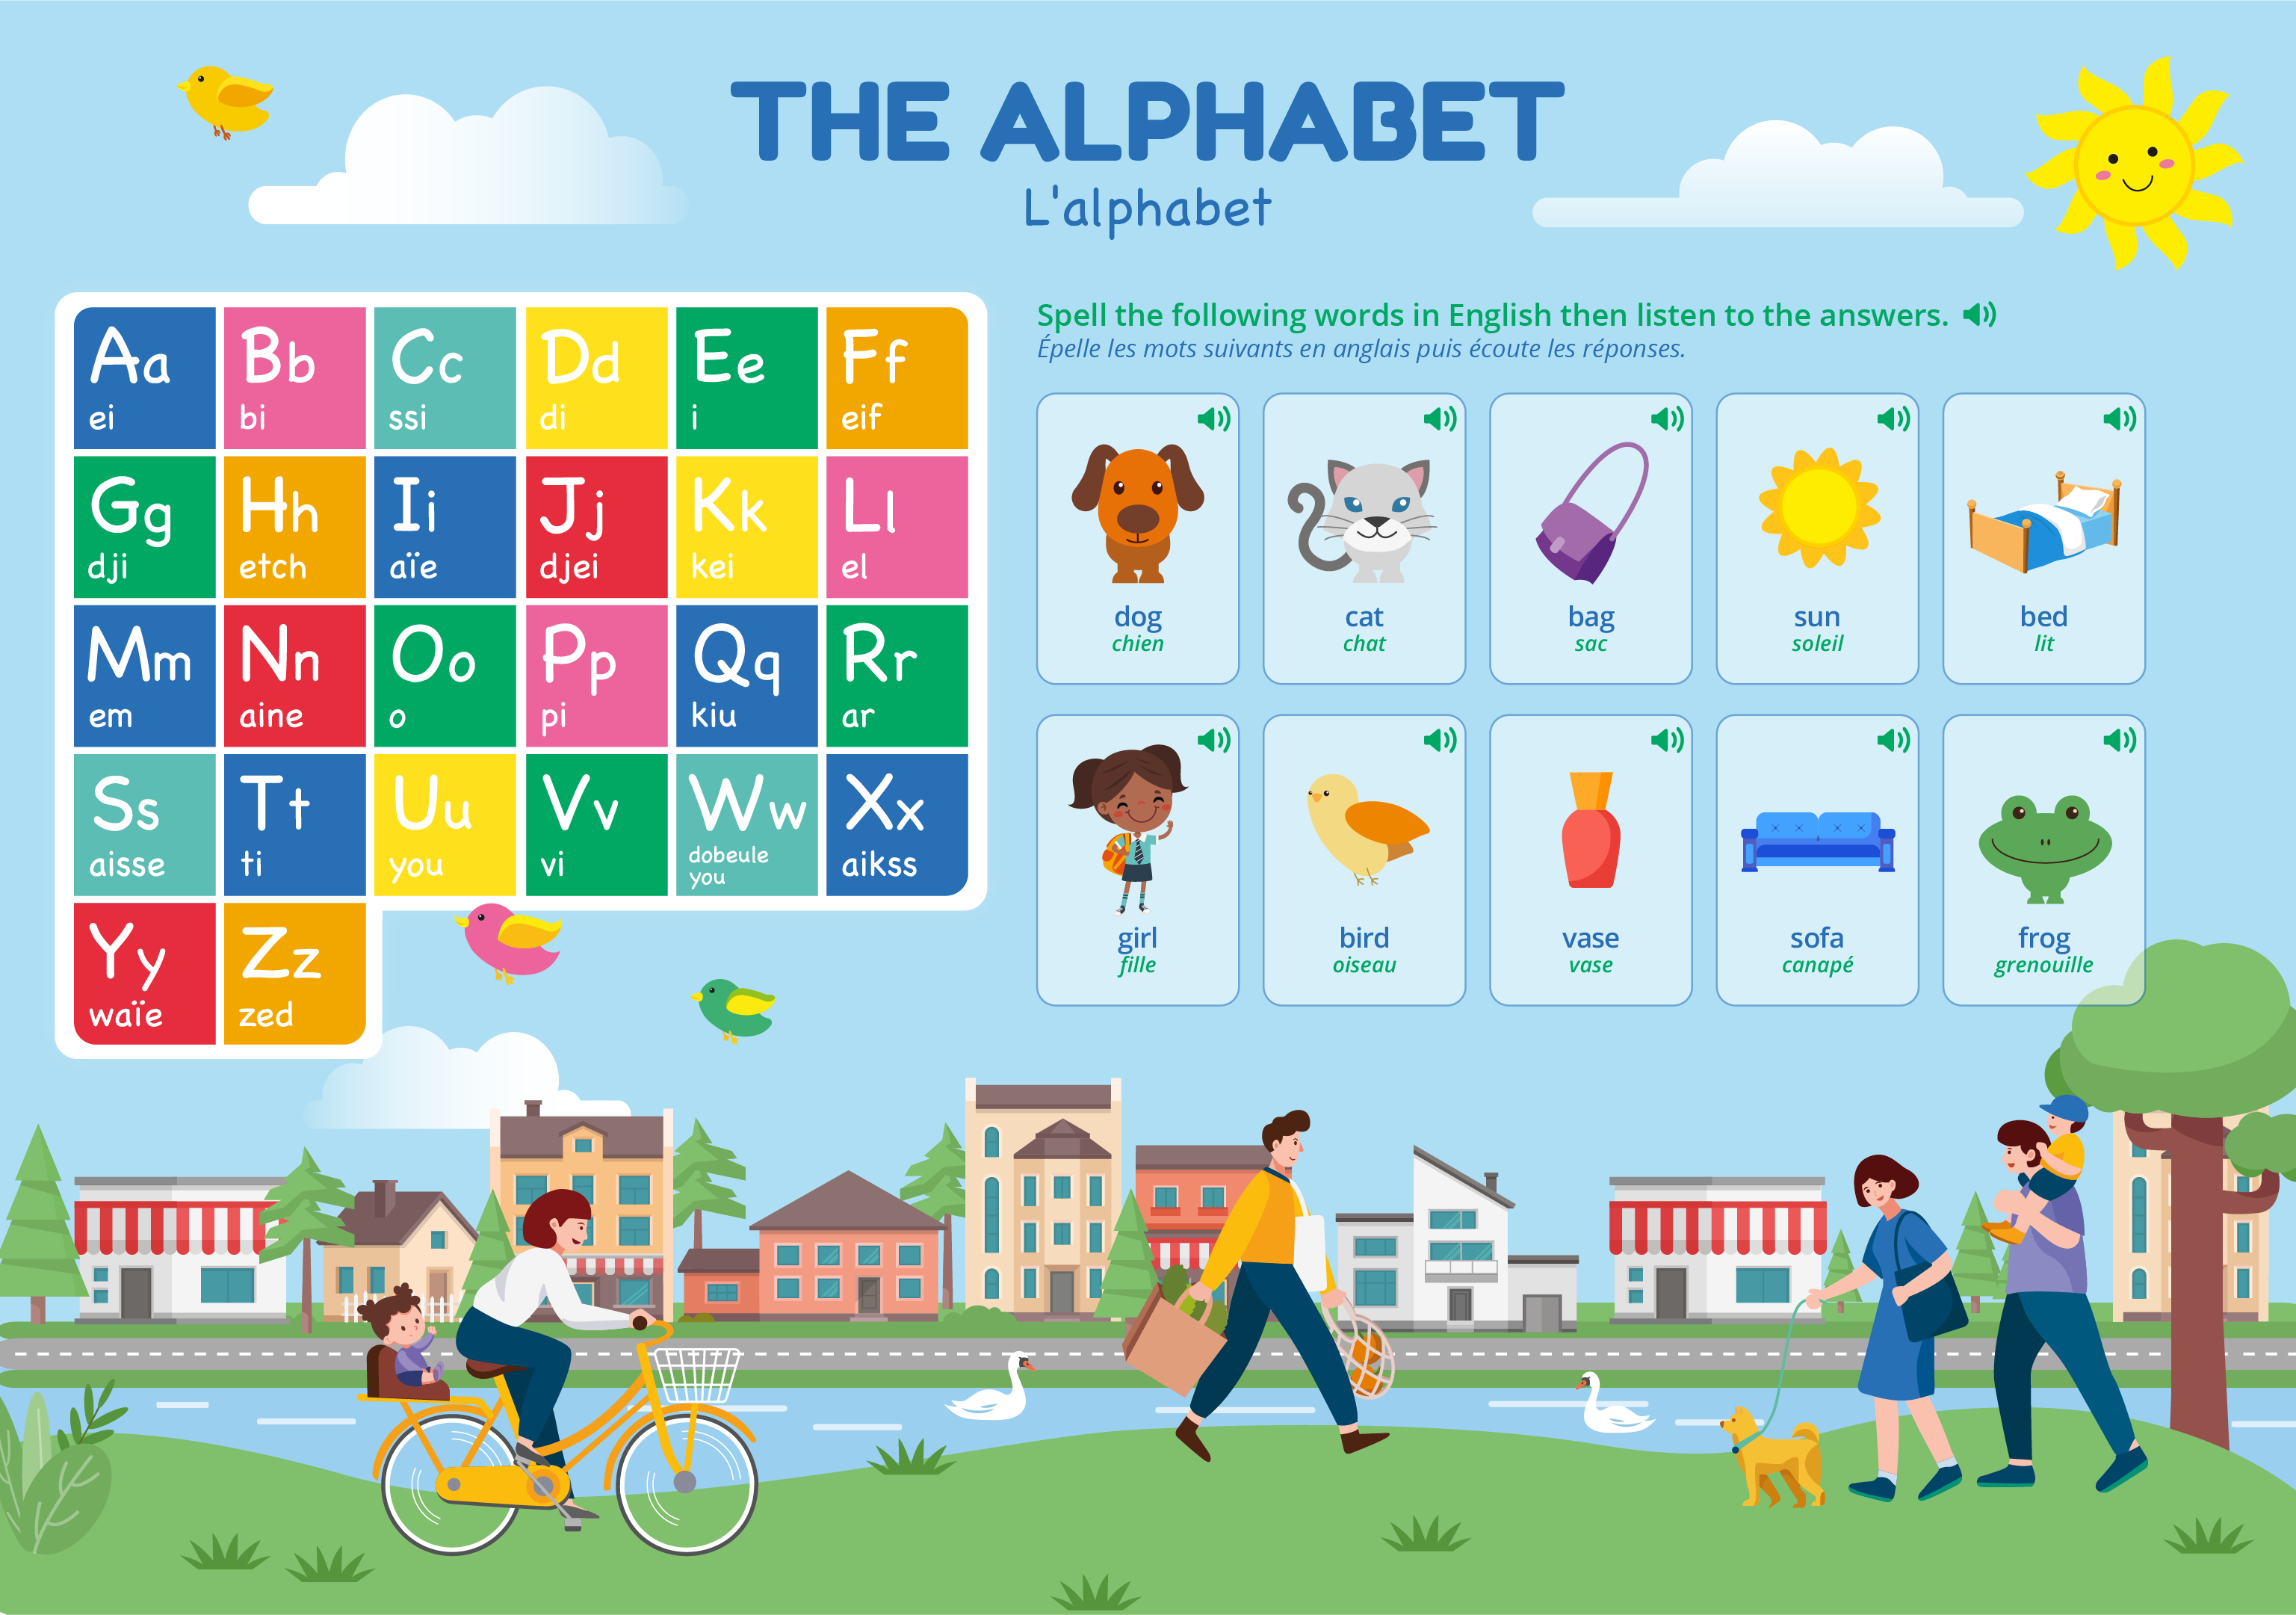 THE ALPHABET
L'alphabet
Aa
ei
Bb
bi
Cc
ssi
Dd
di
Ee
i
Ff
eif
Gg
dji
Hh
etch
Ii
aïe
Jj
djei
Kk
kei
Ll
el
Mm
em
Nn
aine
Oo
o
Pp
pi
Qq
kiu
Rr
ar
Ss
aisse
Tt
ti
Uu
you
Vv
vi
Ww
dobeule
you
Xx
aikss
Yy
waïe
Zz
zed
Spell the following words in English then listen to the answers.
Épelle les mots suivants en anglais puis écoute les réponses.
dog
chien
cat
chat
bag
sac
sun
soleil
bed
lit
girl
fille
bird
oiseau
vase
vase
sofa
canapé
frog
grenouille